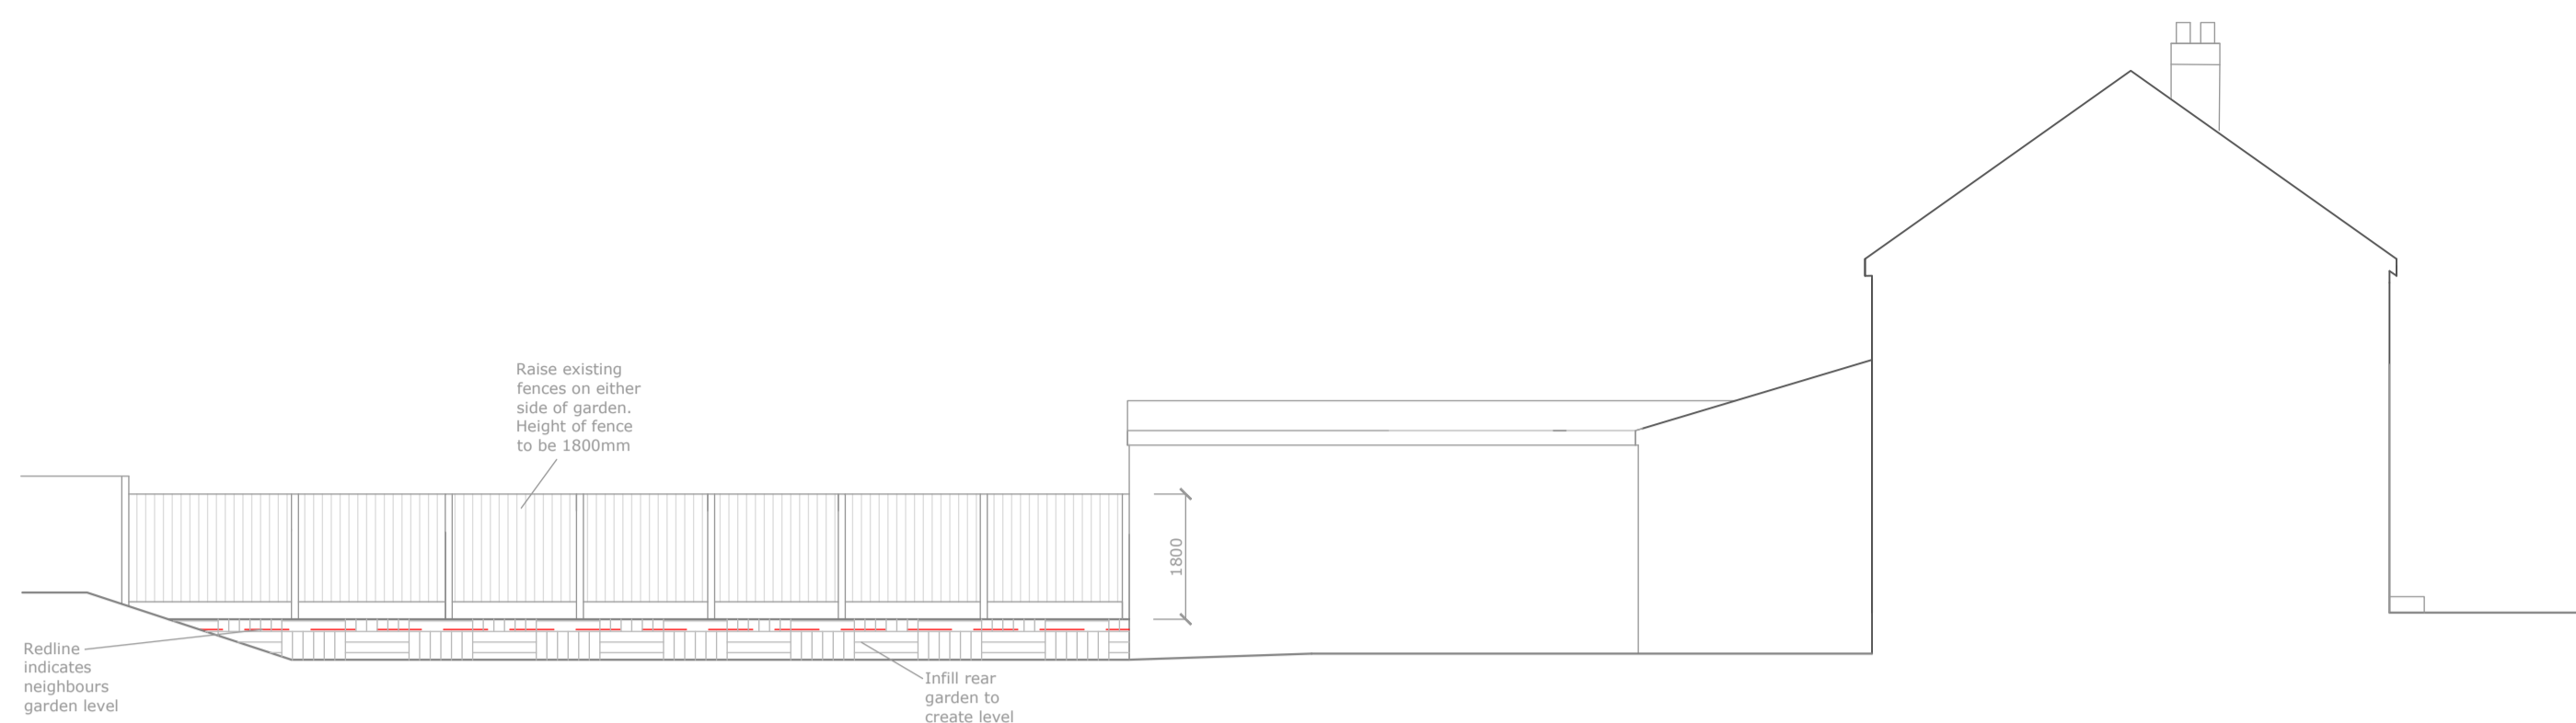 Raise existing
fences on either
side of garden.
Height of fence
to be 1800mm
1800
Redline
indicates
neighbours
garden level
Infill rear
garden to
create level